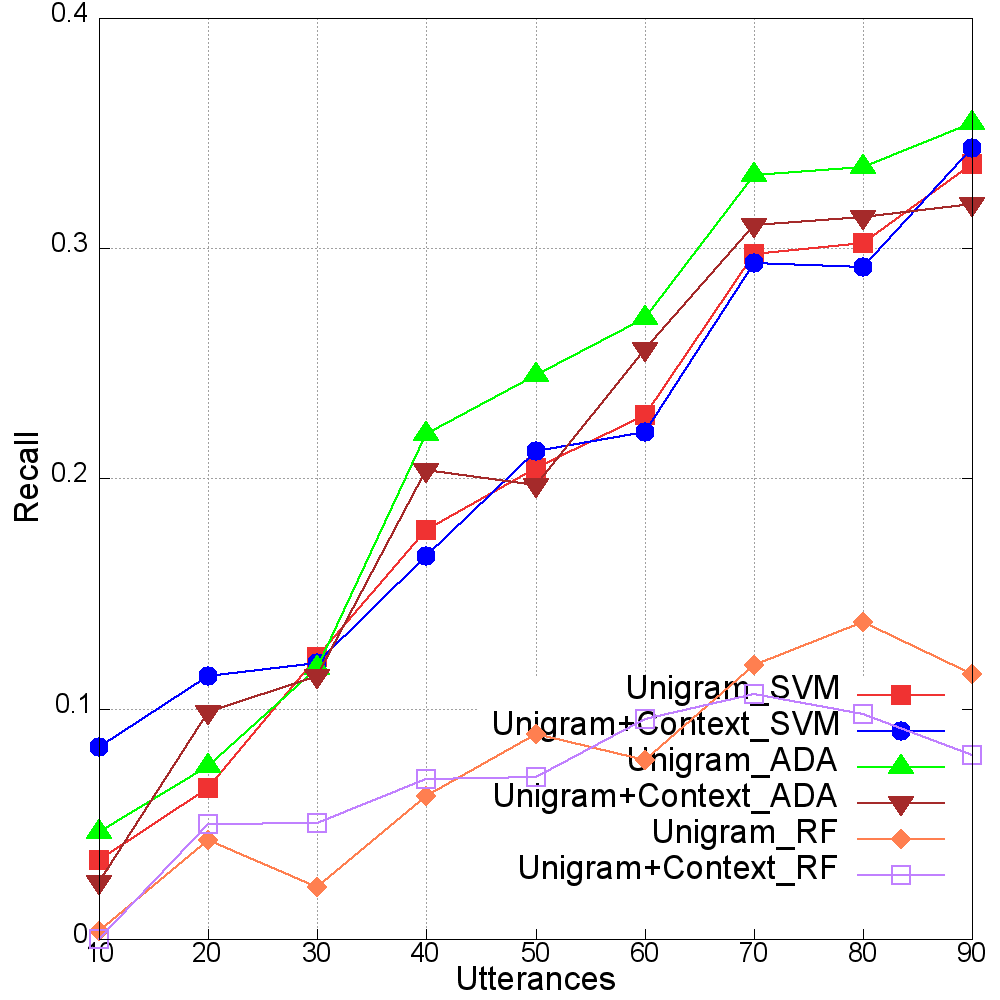 0.4
0.3
0.2
0.1
0
Recall
Unigram_SVM
Unigram+Context_SVM
Unigram_ADA
Unigram+Context_ADA
Unigram_RF
Unigram+Context_RF
10 20 30 40 50 60 70 80 90
Utterances